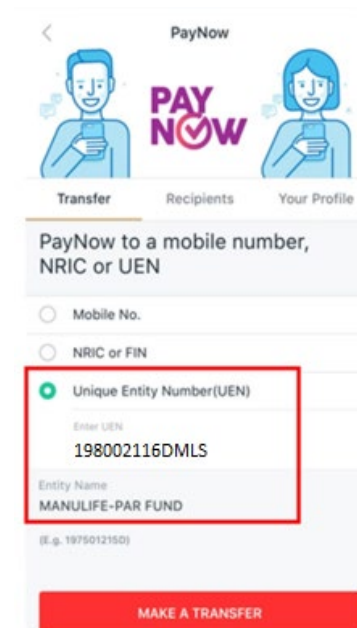 PayNow
PAY
NOW
Transfer Recipients Your Profile
PayNow to a mobile number,
NRIC or UEN
Mobile No.
NRIC or FIN
Unique Entity Number(UEN)
Enter UEN
198002116DMLS
Entity Name
MANULIFE-PAR FUND
(E.g. 197501215D)
MAKE A TRANSFER